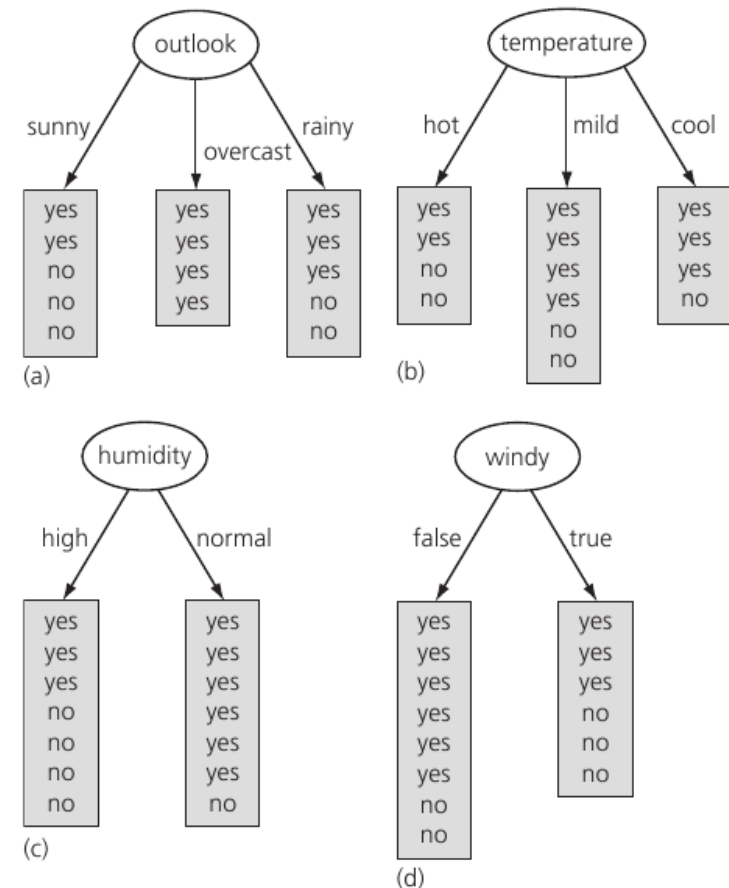 outlook
sunny
overcast
rainy
yes
yes
no
no
no
yes
yes
yes
yes
yes
yes
yes
no
no
(a)
temperature
hot
mild
cool
yes
yes
no
no
yes
yes
yes
yes
no
no
yes
yes
yes
no
(b)
humidity
high
normal
yes
yes
yes
no
no
no
no
yes
yes
yes
yes
yes
yes
no
(c)
windy
false
true
yes
yes
yes
yes
yes
yes
no
no
yes
yes
yes
no
no
no
(d)